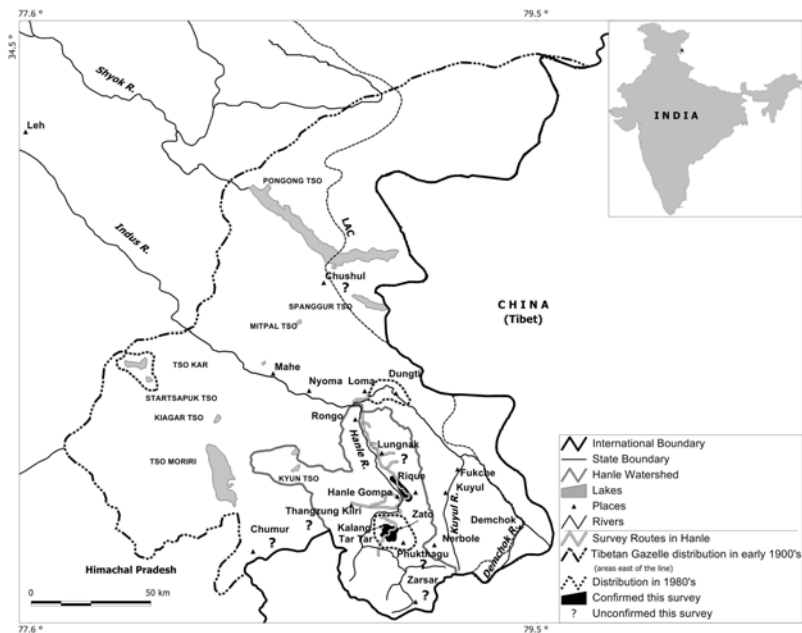 77.6 °
79.5 °
34.5 °
Shyok R.
Leh
INDIA
PONGONG TSO
Indus R.
LAC
Chushul
?
SPANGGUR TSO
CHINA
(Tibet)
MITPAL TSO
TSO KAR
Mahe
STARTSAPUK TSO
Nyoma
Loma
Dungti
KIAGAR TSO
Rongo
Hanle R.
Lungnak
?
TSO MORIRI
KYUN TSO
Rique
Fukche
Kuyul
Hanle Gompa
Kuyul R.
Thangzung Kilri
?
Zato
Demchok
Chumur
?
Kalang
Tar Tar
Nerbole
Phukthagu
?
Demchok R.
Himachal Pradesh
Zarsar
?
0
50 km
77.6 °
79.5 °
International Boundary
State Boundary
Hanle Watershed
Lakes
Places
Rivers
Survey Routes in Hanle
Tibetan Gazelle distribution in early 1900's
(areas east of the line)
Distribution in 1980's
Confirmed this survey
? Unconfirmed this survey